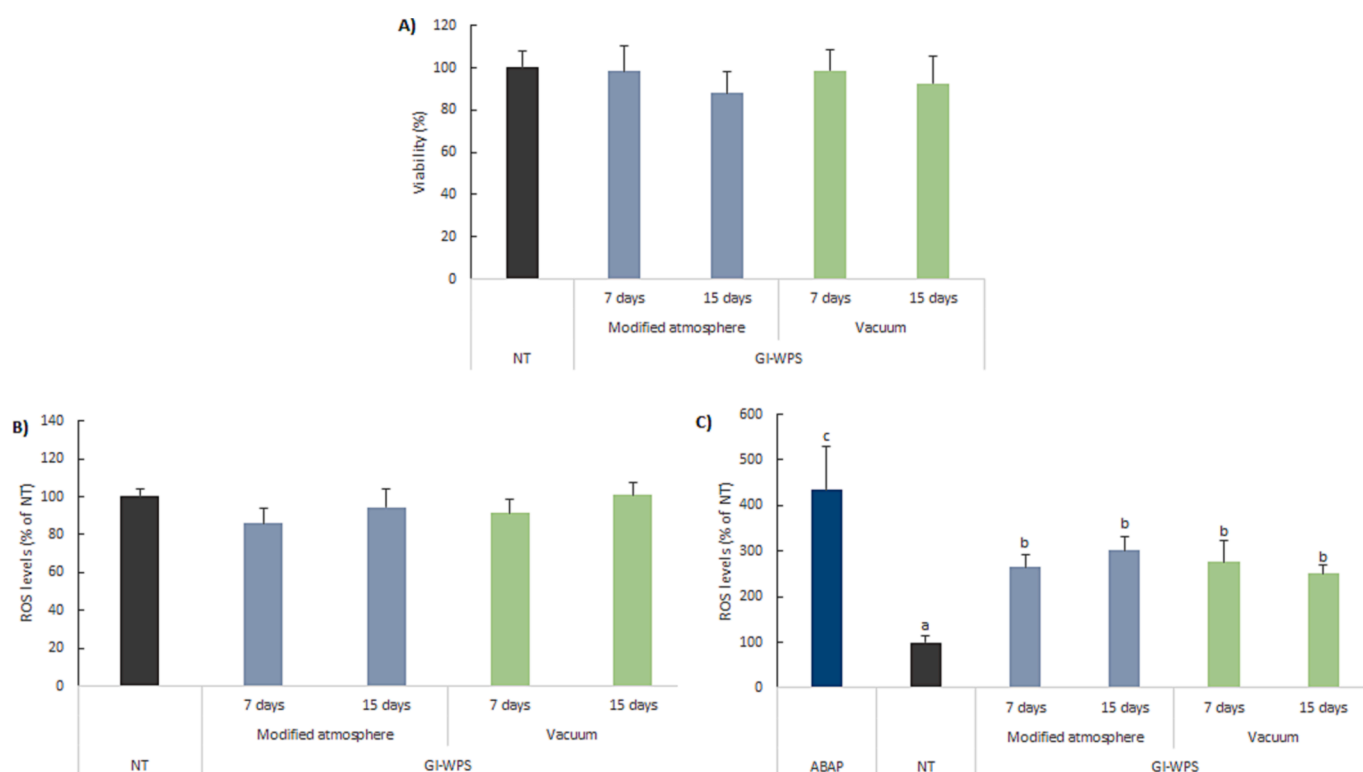 A)
Viability (%)
120
100
80
60
40
20
0
7 days 15 days 7 days 15 days
Modified atmosphere Vacuum
NT GI-WPS
B)
ROS levels (% of NT)
140
120
100
80
60
40
20
0
7 days 15 days 7 days 15 days
Modified atmosphere Vacuum
NT GI-WPS
C)
ROS levels (% of NT)
600
500
400
300
200
100
0
c
a
b
b
b
b
7 days 15 days 7 days 15 days
Modified atmosphere Vacuum
ABAP NT GI-WPS